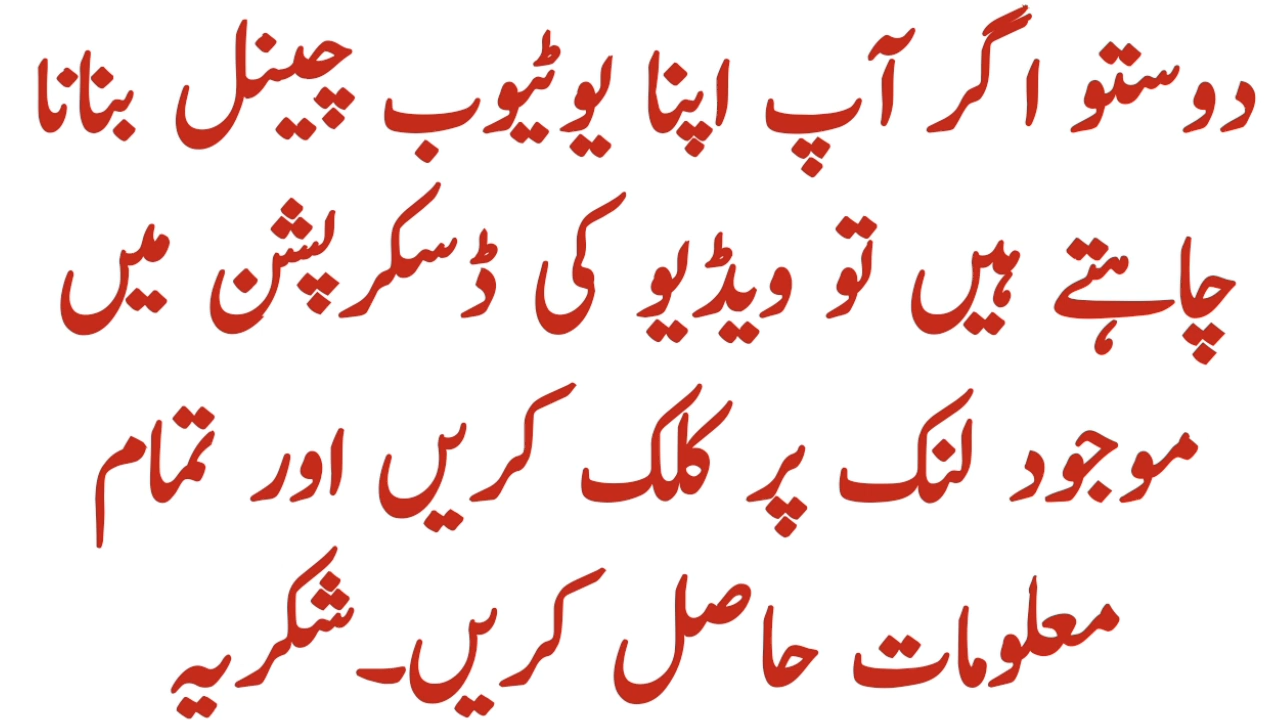 دوستو اگر آپ اپنا یوٹیوب چینل بنانا
چاہتے ہیں تو ویڈیو کی ڈسکرپشن میں
موجود لنک پر کلک کریں اور تمام
معلومات حاصل کریں۔ شکریہ